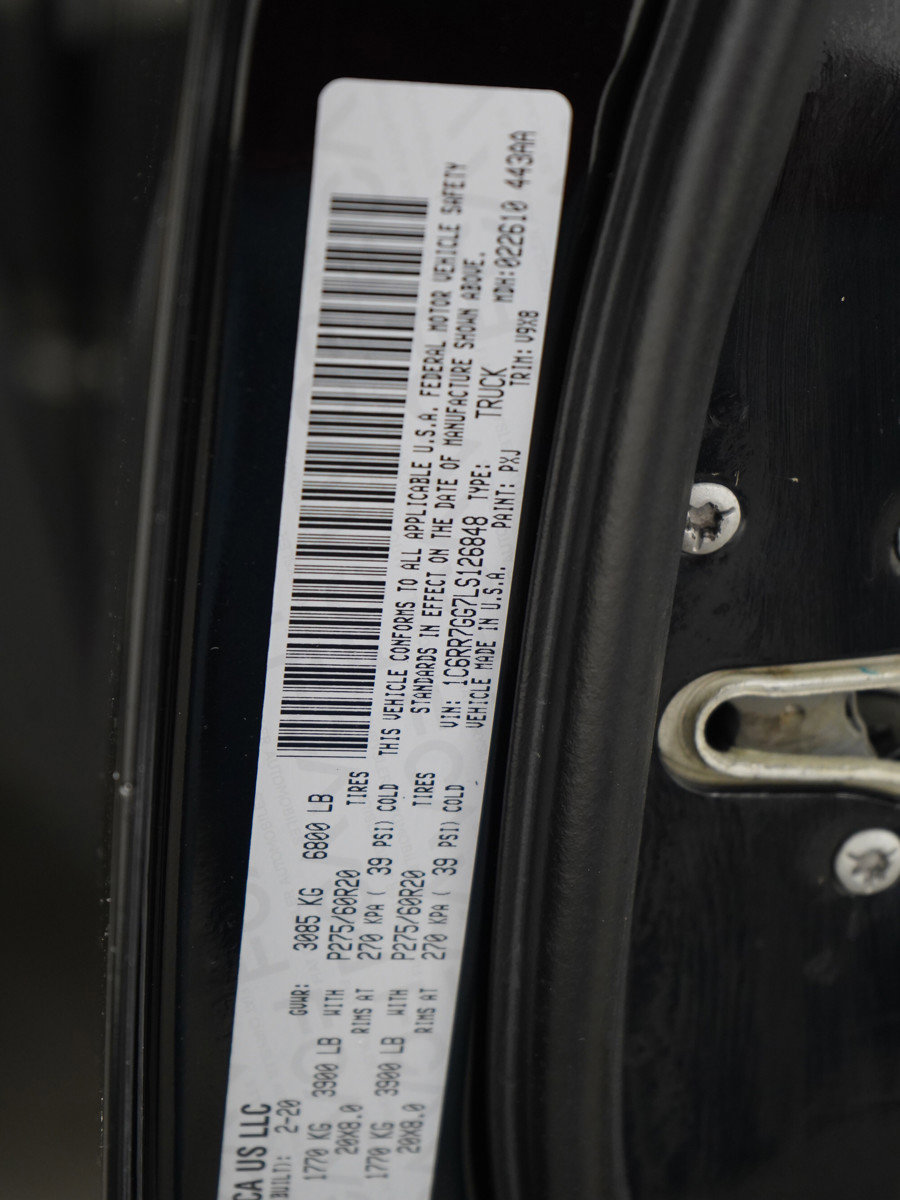 CA US LLC
BUILT): 2-20 GVWR: 3085 KG 6800 LB
1770 KG 3900 LB WITH P275/60R20 TIRES
20X8.0 RIMS AT 270 KPA ( 39 PSI) COLD
1770 KG 3900 LB WITH P275/60R20 TIRES
20X8.0 RIMS AT 270 KPA ( 39 PSI) COLD
THIS VEHICLE CONFORMS TO ALL APPLICABLE U.S.A. FEDERAL MOTOR VEHICLE SAFETY
STANDARDS IN EFFECT ON THE DATE OF MANUFACTURE SHOWN ABOVE.
VIN: 1C6RR7GG7LS126848 TYPE: TRUCK MDH:022610 443AA
VEHICLE MADE IN U.S.A. PAINT: PXJ TRIM: V9X8